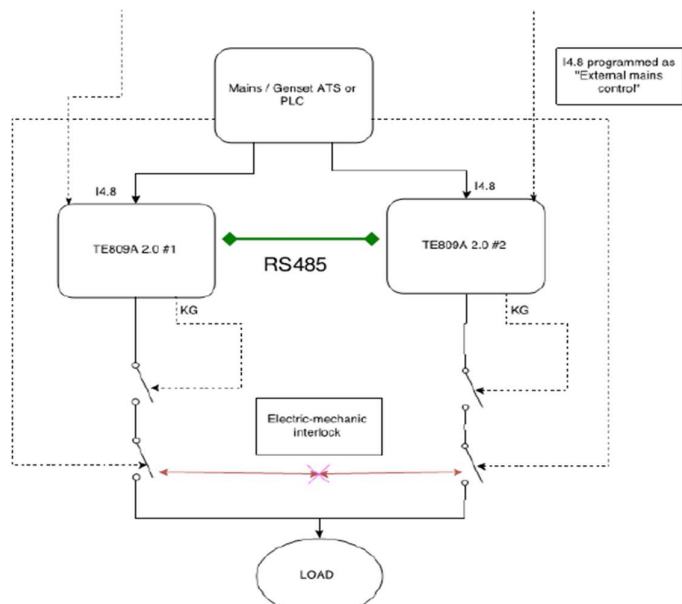 Mains / Genset ATS or
PLC
I4.8 programmed as
"External mains
control"
I4.8
I4.8
TE809A 2.0 #1
TE809A 2.0 #2
RS485
KG
KG
Electric-mechanic
interlock
LOAD